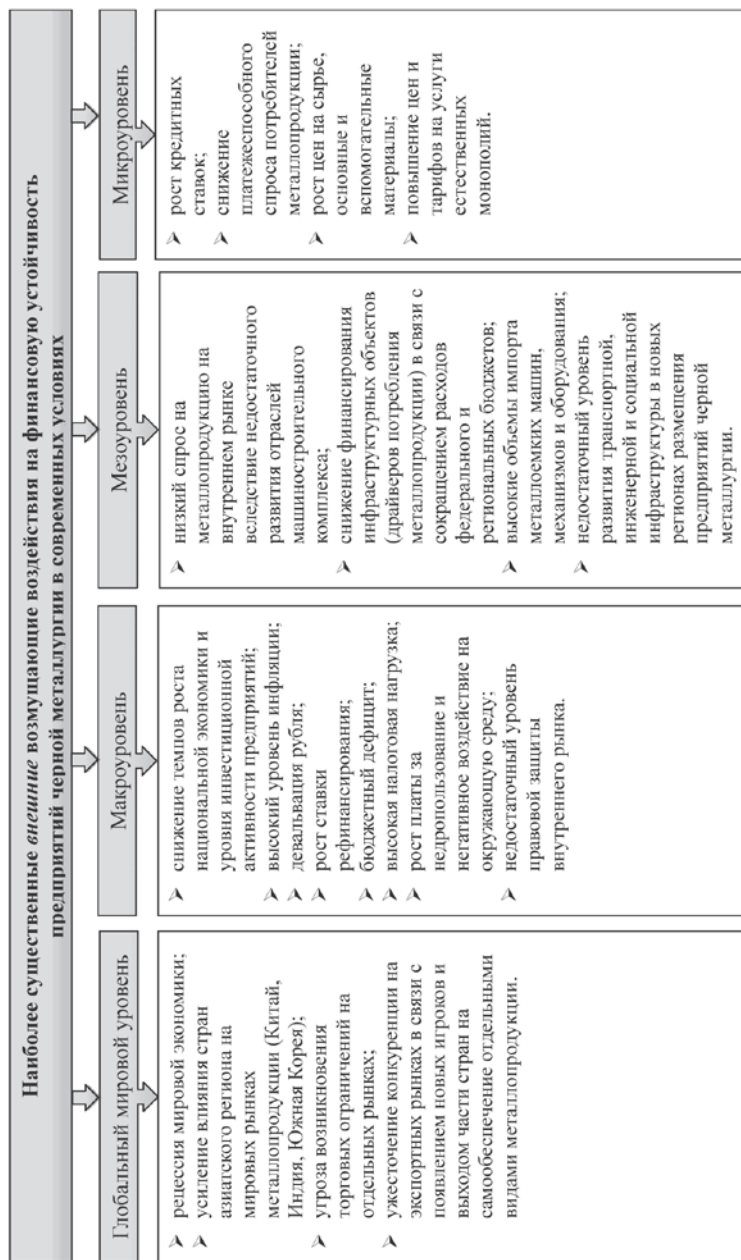 Наиболее существенные внешние возмущающие воздействия на финансовую устойчивость
предприятий черной металлургии в современных условиях
Глобальный мировой уровень
➢ рецессия мировой экономики;
➢ усиление влияния стран
азиатского региона на
мировых рынках
металлопродукции (Китай,
Индия, Южная Корея);
➢ угроза возникновения
торговых ограничений на
отдельных рынках;
➢ ужесточение конкуренции на
экспортных рынках в связи с
появлением новых игроков и
выходом части стран на
самообеспечение отдельными
видами металлопродукции.
Макроуровень
➢ снижение темпов роста
национальной экономики и
уровня инвестиционной
активности предприятий;
➢ высокий уровень инфляции;
➢ девальвация рубля;
➢ рост ставки
рефинансирования;
➢ бюджетный дефицит;
➢ высокая налоговая нагрузка;
➢ рост платы за
недропользование и
негативное воздействие на
окружающую среду;
➢ недостаточный уровень
правовой защиты
внутреннего рынка.
Мезоуровень
➢ низкий спрос на
металлопродукцию на
внутреннем рынке
вследствие недостаточного
развития отраслей
машиностроительного
комплекса;
➢ снижение финансирования
инфраструктурных объектов
(драйверов потребления
металлопродукции) в связи с
сокращением расходов
федерального и
региональных бюджетов;
➢ высокие объемы импорта
металлоемких машин,
механизмов и оборудования;
➢ недостаточный уровень
развития транспортной,
инженерной и социальной
инфраструктуры в новых
регионах размещения
предприятий черной
металлургии.
Микроуровень
➢ рост кредитных
ставок;
➢ снижение
платежеспособного
спроса потребителей
металлопродукции;
➢ рост цен на сырье,
основные и
вспомогательные
материалы;
➢ повышение цен и
тарифов на услуги
естественных
монополий.